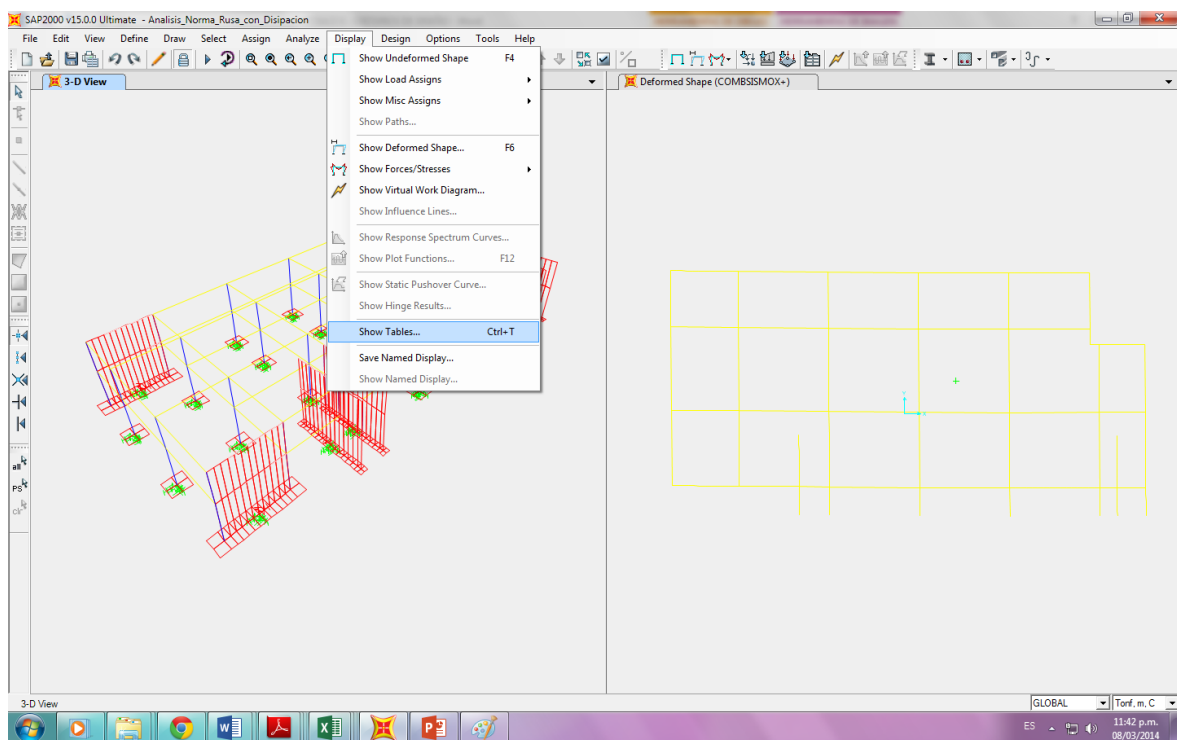 SAP2000 v15.0.0 Ultimate - Analisis_Norma_Rusa_con_Disipacion
File Edit View Define Draw Select Assign Analyze Display Design Options Tools Help
3-D View
Deformed Shape (COMBSISMOX+)
Show Undeformed Shape F4
Show Load Assigns
Show Misc Assigns
Show Paths...
Show Deformed Shape... F6
Show Forces/Stresses
Show Virtual Work Diagram...
Show Influence Lines...
Show Response Spectrum Curves...
Show Plot Functions... F12
Show Static Pushover Curve...
Show Hinge Results...
Show Tables... Ctrl+T
Save Named Display...
Show Named Display...
all
PS
clr
3-D View
GLOBAL
Tonf, m, C
ES
11:42 p.m.
08/03/2014